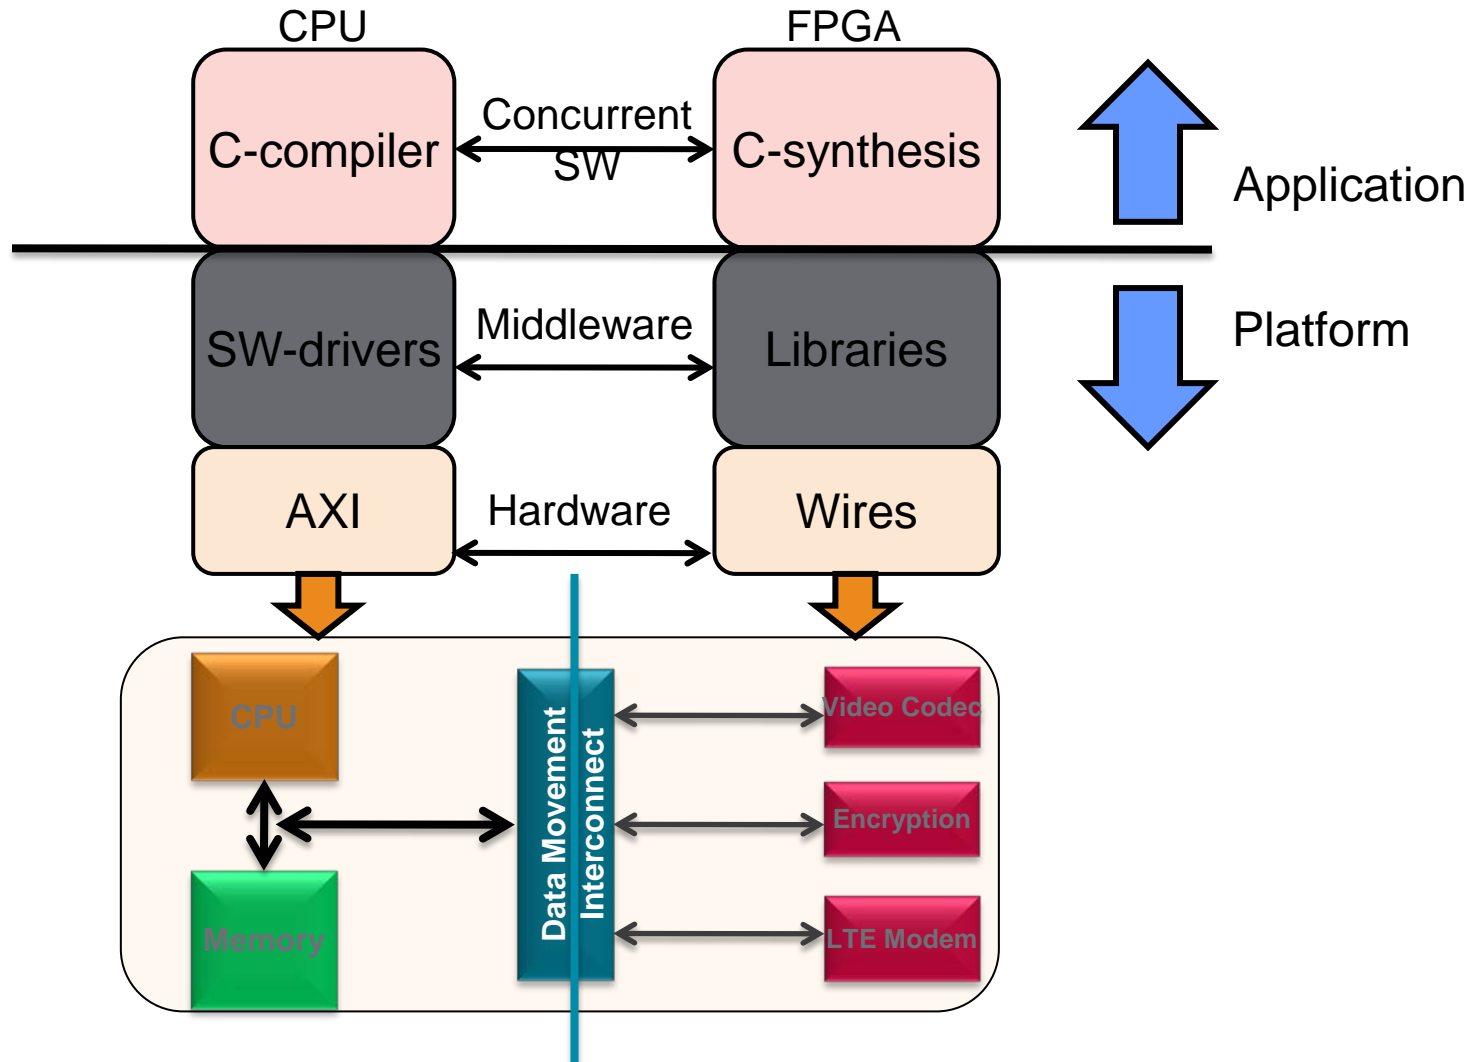 CPU
FPGA
C-compiler
Concurrent
SW
C-synthesis
Application
SW-drivers
Middleware
Libraries
Platform
AXI
Hardware
Wires
CPU
Memory
Data Movement
Interconnect
Video Codec
Encryption
LTE Modem